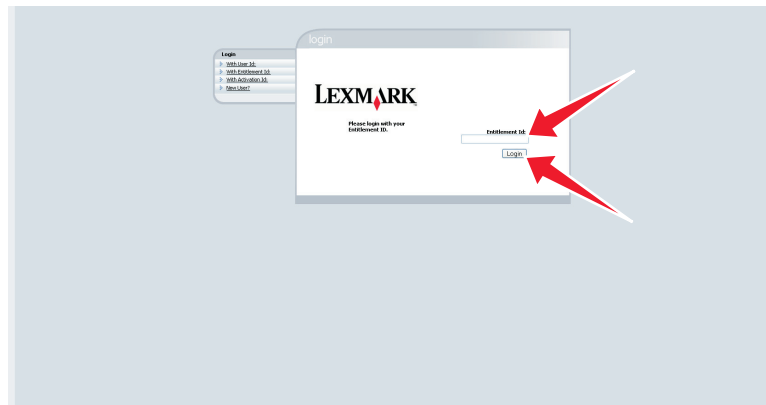 login
Login
With User Id:
With Entitlement Id:
With Activation Id:
New User?
LEXMARK
Please login with your
Entitlement ID.
Entitlement Id:
Login